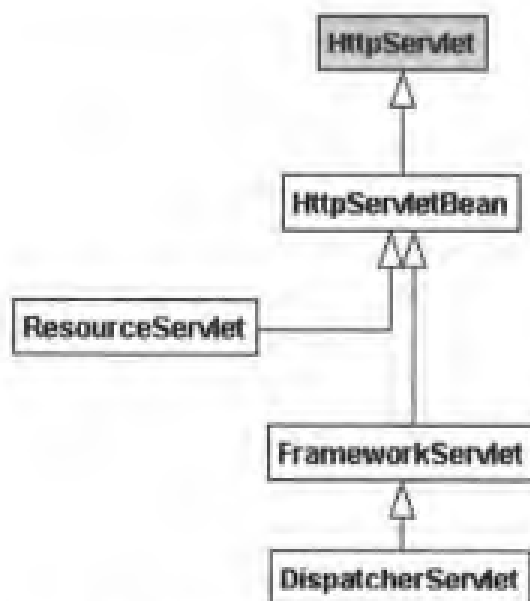 HttpServlet
HttpServletBean
ResourceServlet
FrameworkServlet
DispatcherServlet